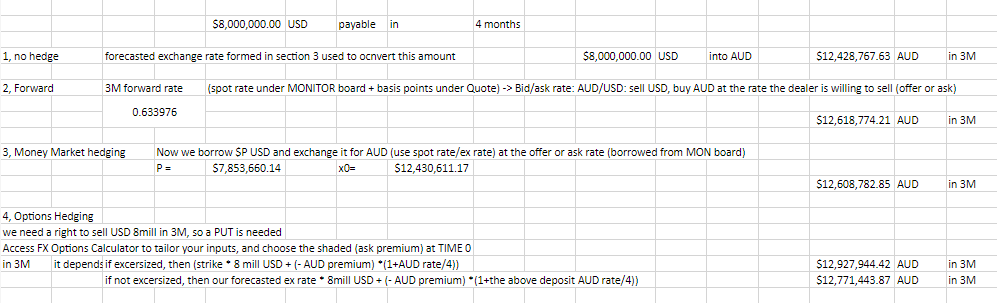 $8,000,000.00 USD payable in 4 months
1, no hedge forecasted exchange rate formed in section 3 used to ocnvert this amount $8,000,000.00 USD into AUD $12,428,767.63 AUD in 3M
2, Forward 3M forward rate (spot rate under MONITOR board + basis points under Quote) -> Bid/ask rate: AUD/USD: sell USD, buy AUD at the rate the dealer is willing to sell (offer or ask)
0.633976
$12,618,774.21 AUD in 3M
3, Money Market hedging Now we borrow $P USD and exchange it for AUD (use spot rate/ex rate) at the offer or ask rate (borrowed from MON board)
P = $7,853,660.14 x0= $12,430,611.17
$12,608,782.85 AUD in 3M
4, Options Hedging
we need a right to sell USD 8mill in 3M, so a PUT is needed
Access FX Options Calculator to tailor your inputs, and choose the shaded (ask premium) at TIME 0
in 3M it depends if excersized, then (strike * 8 mill USD + (- AUD premium) *(1+AUD rate/4)) $12,927,944.42 AUD in 3M
if not excersized, then our forecasted ex rate * 8mill USD + (- AUD premium) *(1+the above deposit AUD rate/4)) $12,771,443.87 AUD in 3M